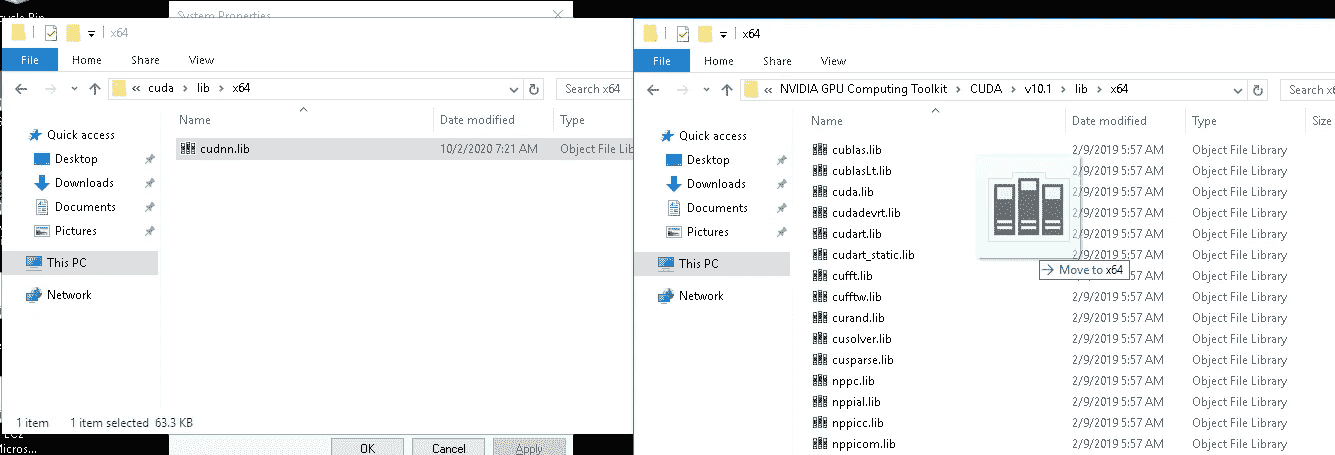 cycle Bin
System Properties
x64
File Home Share View
cuda lib x64
Search x64
Name Date modified Type
Quick access
Desktop
Downloads
Documents
Pictures
This PC
Network
cudnn.lib 10/2/2020 7:21 AM Object File Lib
1 item 1 item selected 63.3 KB
EC2
Micros...
OK Cancel Apply
x64
File Home Share View
NVIDIA GPU Computing Toolkit CUDA v10.1 lib x64
Search x6
Name Date modified Type Size
Quick access
Desktop
Downloads
Documents
Pictures
This PC
Network
cublas.lib 2/9/2019 5:57 AM Object File Library
cublasLt.lib 2/9/2019 5:57 AM Object File Library
cuda.lib 2/9/2019 5:57 AM Object File Library
cudadevrt.lib 2/9/2019 5:57 AM Object File Library
cudart.lib 2/9/2019 5:57 AM Object File Library
cudart_static.lib 2/9/2019 5:57 AM Object File Library
cufft.lib 2/9/2019 5:57 AM Object File Library
cufftw.lib 2/9/2019 5:57 AM Object File Library
curand.lib 2/9/2019 5:57 AM Object File Library
cusolver.lib 2/9/2019 5:57 AM Object File Library
cusparse.lib 2/9/2019 5:57 AM Object File Library
nppc.lib 2/9/2019 5:57 AM Object File Library
nppial.lib 2/9/2019 5:57 AM Object File Library
nppicc.lib 2/9/2019 5:57 AM Object File Library
nppicom.lib 2/9/2019 5:57 AM Object File Library
Move to x64